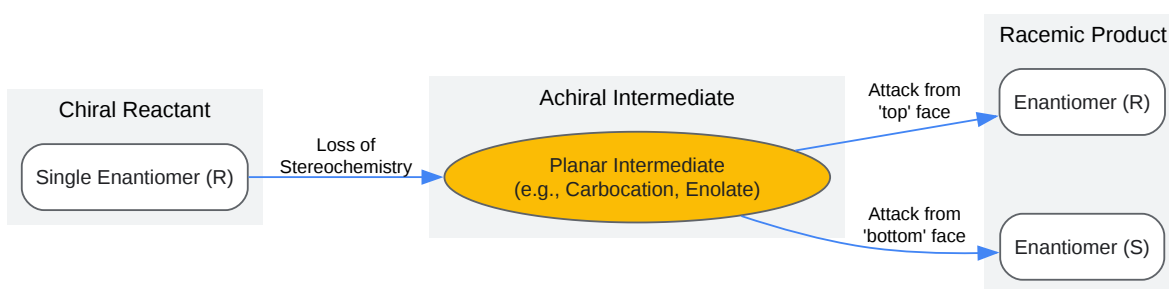 Chiral Reactant
Single Enantiomer (R)
Loss of
Stereochemistry
Achiral Intermediate
Planar Intermediate
(e.g., Carbocation, Enolate)
Attack from
'top' face
Attack from
'bottom' face
Racemic Product
Enantiomer (R)
Enantiomer (S)